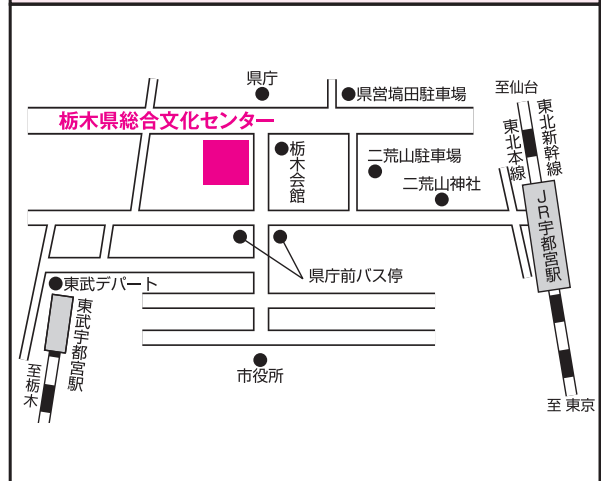 県庁
県営塙田駐車場
至仙台
東北新幹線
東北本線
栃木県総合文化センター
栃木会館
二荒山駐車場
二荒山神社
JR宇都宮駅
県庁前バス停
東武デパート
東武宇都宮駅
至栃木
市役所
至 東京